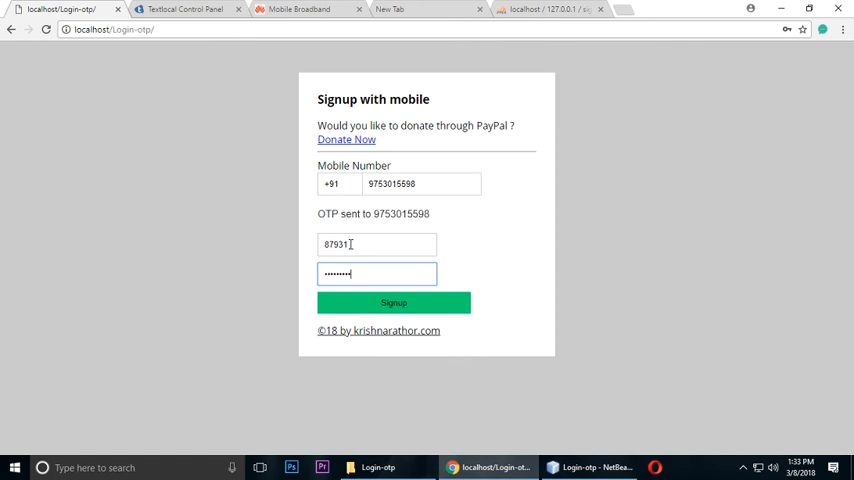 localhost/Login-otp/
Textlocal Control Panel
Mobile Broadband
New Tab
localhost / 127.0.0.1 / si
localhost/Login-otp/
Signup with mobile
Would you like to donate through PayPal ?
Donate Now
Mobile Number
+91 9753015598
OTP sent to 9753015598
87931
Signup
©18 by krishnarathor.com
Type here to search
Ps
Pr
Login-otp
localhost/Login-ot...
Login-otp - NetBea...
1:33 PM
3/8/2018